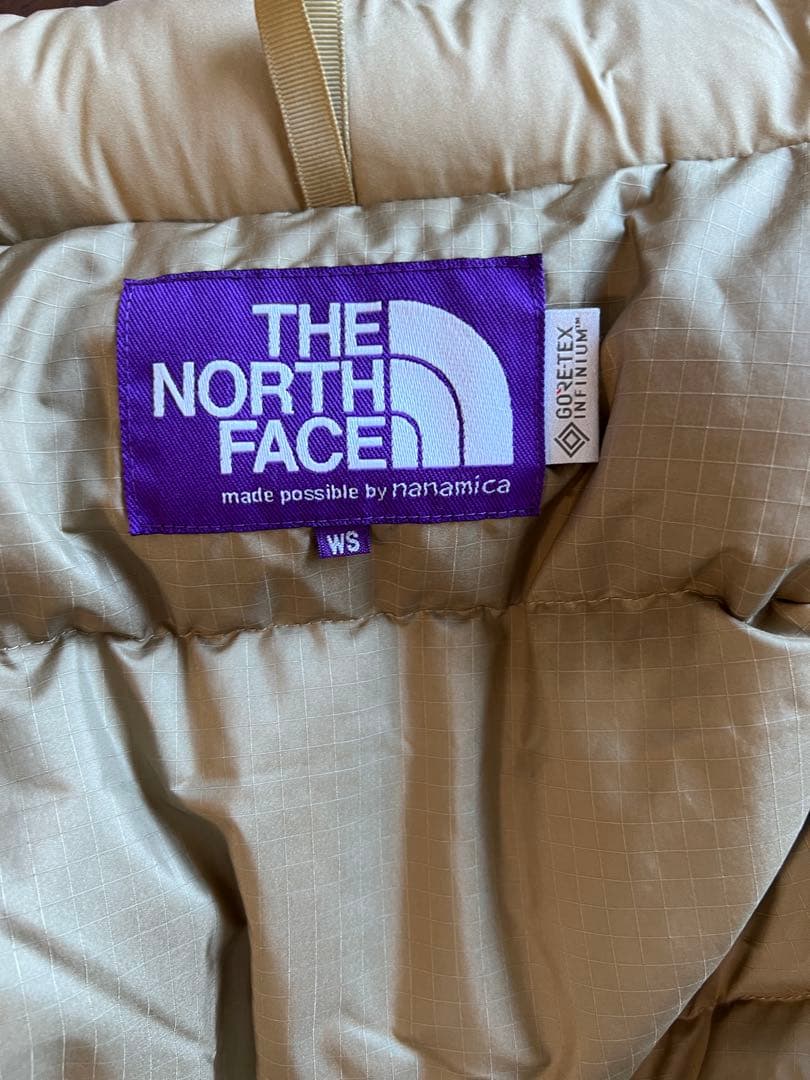 THE
NORTH
FACE
made possible by nanamica
WS
GORE-TEX
INFINIUM™